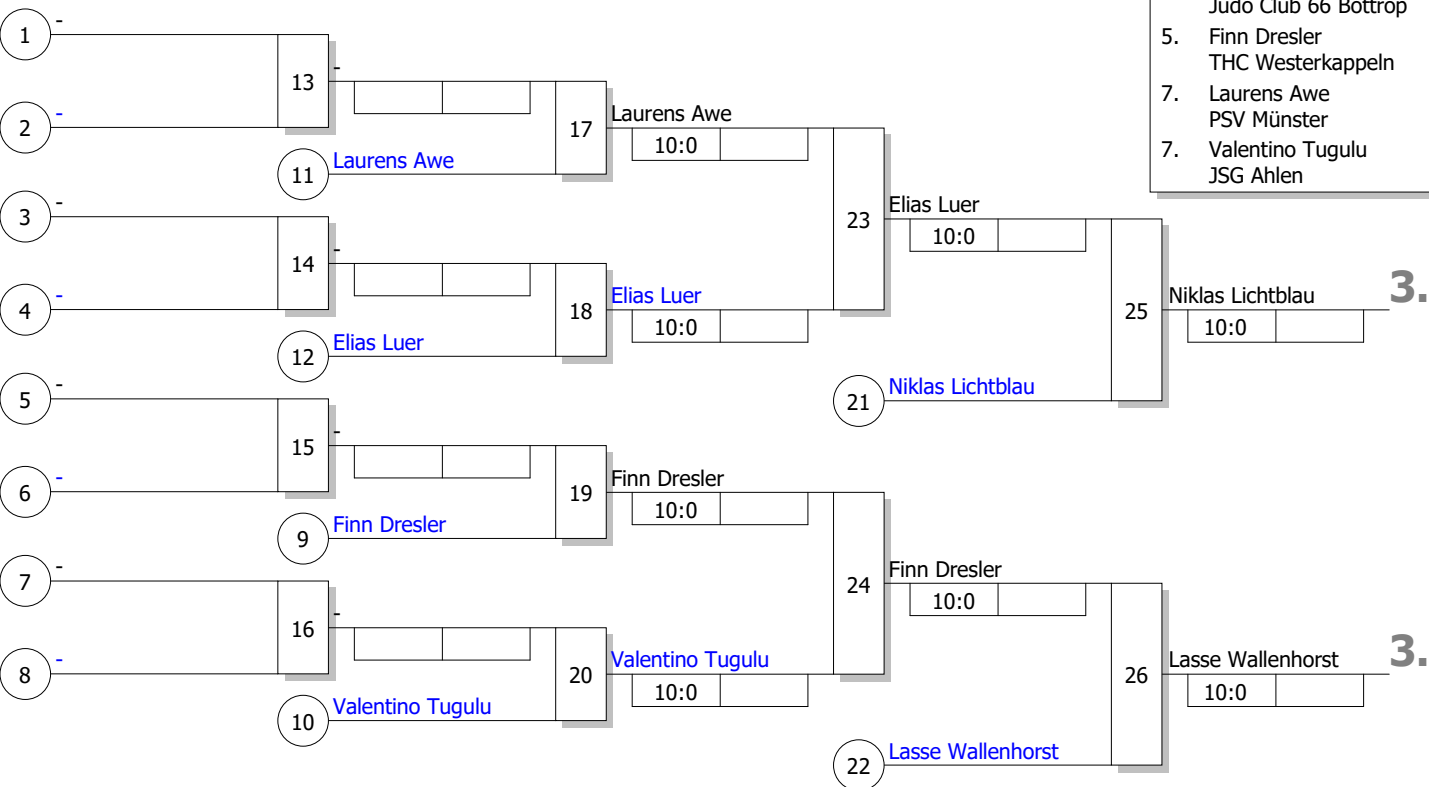 Judo Club 66 Bottrop
5. Finn Dresler
THC Westerkappeln
7. Laurens Awe
PSV Münster
7. Valentino Tugulu
JSG Ahlen
1 -
13 -
2 -
17 Laurens Awe
10:0
11 Laurens Awe
3 -
14 -
4 -
18 Elias Luer
10:0
12 Elias Luer
23 Elias Luer
10:0
25 Niklas Lichtblau 3.
10:0
21 Niklas Lichtblau
5 -
15 -
6 -
19 Finn Dresler
10:0
9 Finn Dresler
7 -
16 -
8 -
20 Valentino Tugulu
10:0
10 Valentino Tugulu
24 Finn Dresler
10:0
26 Lasse Wallenhorst 3.
10:0
22 Lasse Wallenhorst